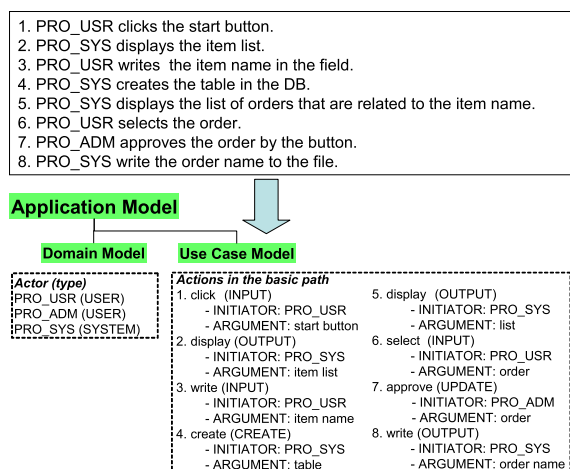 1. PRO_USR clicks the start button.
2. PRO_SYS displays the item list.
3. PRO_USR writes the item name in the field.
4. PRO_SYS creates the table in the DB.
5. PRO_SYS displays the list of orders that are related to the item name.
6. PRO_USR selects the order.
7. PRO_ADM approves the order by the button.
8. PRO_SYS write the order name to the file.
Application Model
Domain Model
Use Case Model
Actor (type)
PRO_USR (USER)
PRO_ADM (USER)
PRO_SYS (SYSTEM)
Actions in the basic path
1. click (INPUT)
- INITIATOR: PRO_USR
- ARGUMENT: start button
2. display (OUTPUT)
- INITIATOR: PRO_SYS
- ARGUMENT: item list
3. write (INPUT)
- INITIATOR: PRO_USR
- ARGUMENT: item name
4. create (CREATE)
- INITIATOR: PRO_SYS
- ARGUMENT: table
5. display (OUTPUT)
- INITIATOR: PRO_SYS
- ARGUMENT: list
6. select (INPUT)
- INITIATOR: PRO_USR
- ARGUMENT: order
7. approve (UPDATE)
- INITIATOR: PRO_ADM
- ARGUMENT: order
8. write (OUTPUT)
- INITIATOR: PRO_SYS
- ARGUMENT: order name